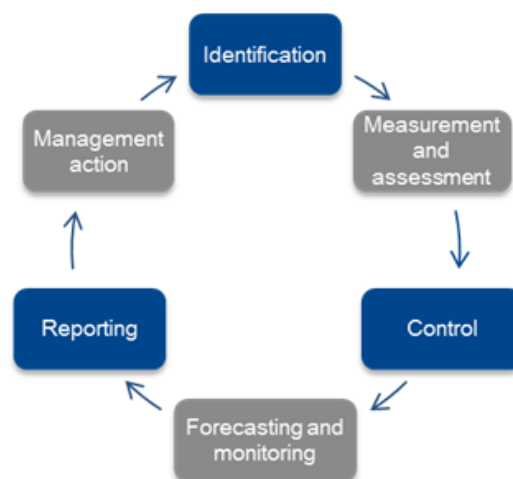 Identification
Measurement
and
assessment
Control
Forecasting and
monitoring
Reporting
Management
action